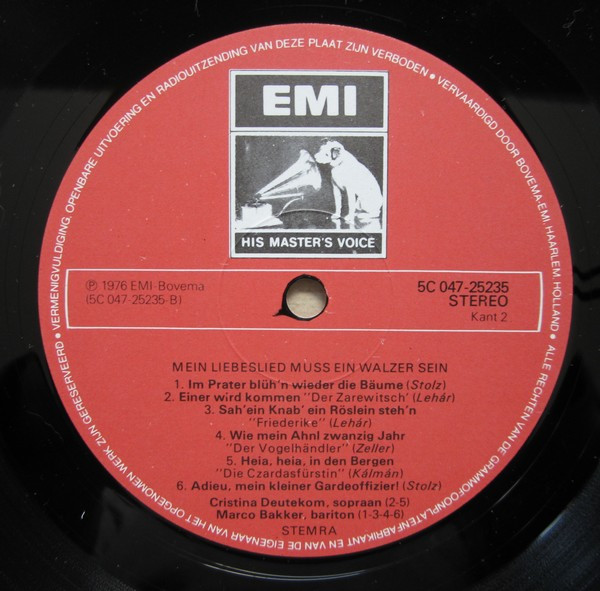 VERMENIGVULDIGING, OPENBARE UITVOERING EN RADIOUITZENDING VAN DEZE PLAAT ZIJN VERBODEN • VERVAARDIGD DOOR BOVEMA-EMI HAARLEM HOLLAND • ALLE RECHTEN VAN DE GRAMMOFOONPLATENFABRIKANT EN VAN DE EIGENAAR VAN HET OPGENOMEN WERK ZIJN GERESERVEERD •
EMI
HIS MASTER'S VOICE
℗ 1976 EMI-Bovema
(5C 047-25235-B)
5C 047-25235
STEREO
Kant 2
MEIN LIEBESLIED MUSS EIN WALZER SEIN
1. Im Prater blüh'n wieder die Bäume (Stolz)
2. Einer wird kommen "Der Zarewitsch' (Lehár)
3. Sah'ein Knab' ein Röslein steh'n
"Friederike" (Lehár)
4. Wie mein Ahnl zwanzig Jahr
"Der Vogelhändler" (Zeller)
5. Heia, heia, in den Bergen
"Die Czardasfürstin" (Kálmán)
6. Adieu, mein kleiner Gardeoffizier! (Stolz)
Cristina Deutekom, sopraan (2-5)
Marco Bakker, bariton (1-3-4-6)
STEMRA